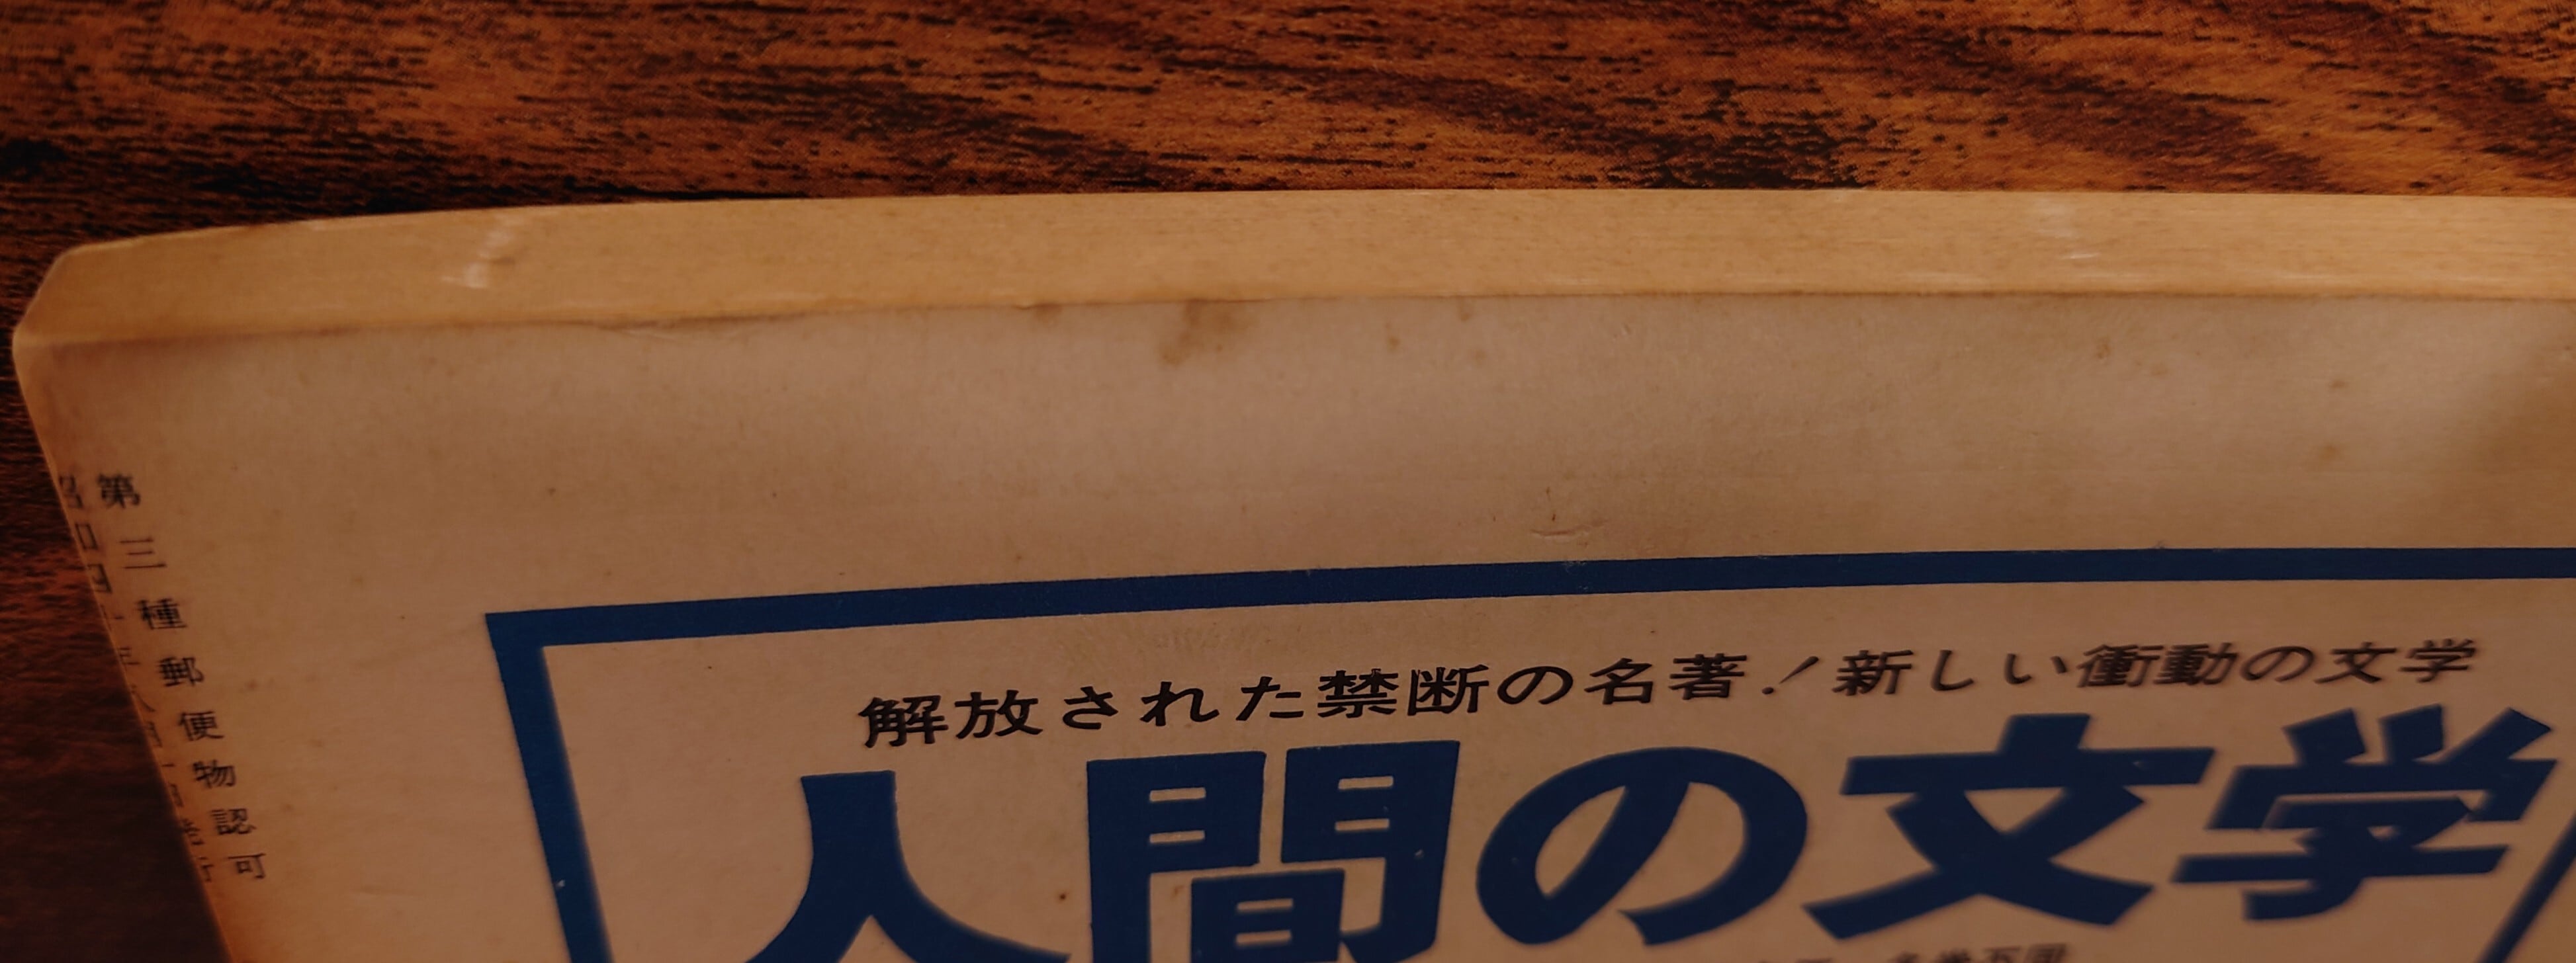 第三種郵便物認可
解放された禁断の名著!新しい衝動の文学
人間の文学